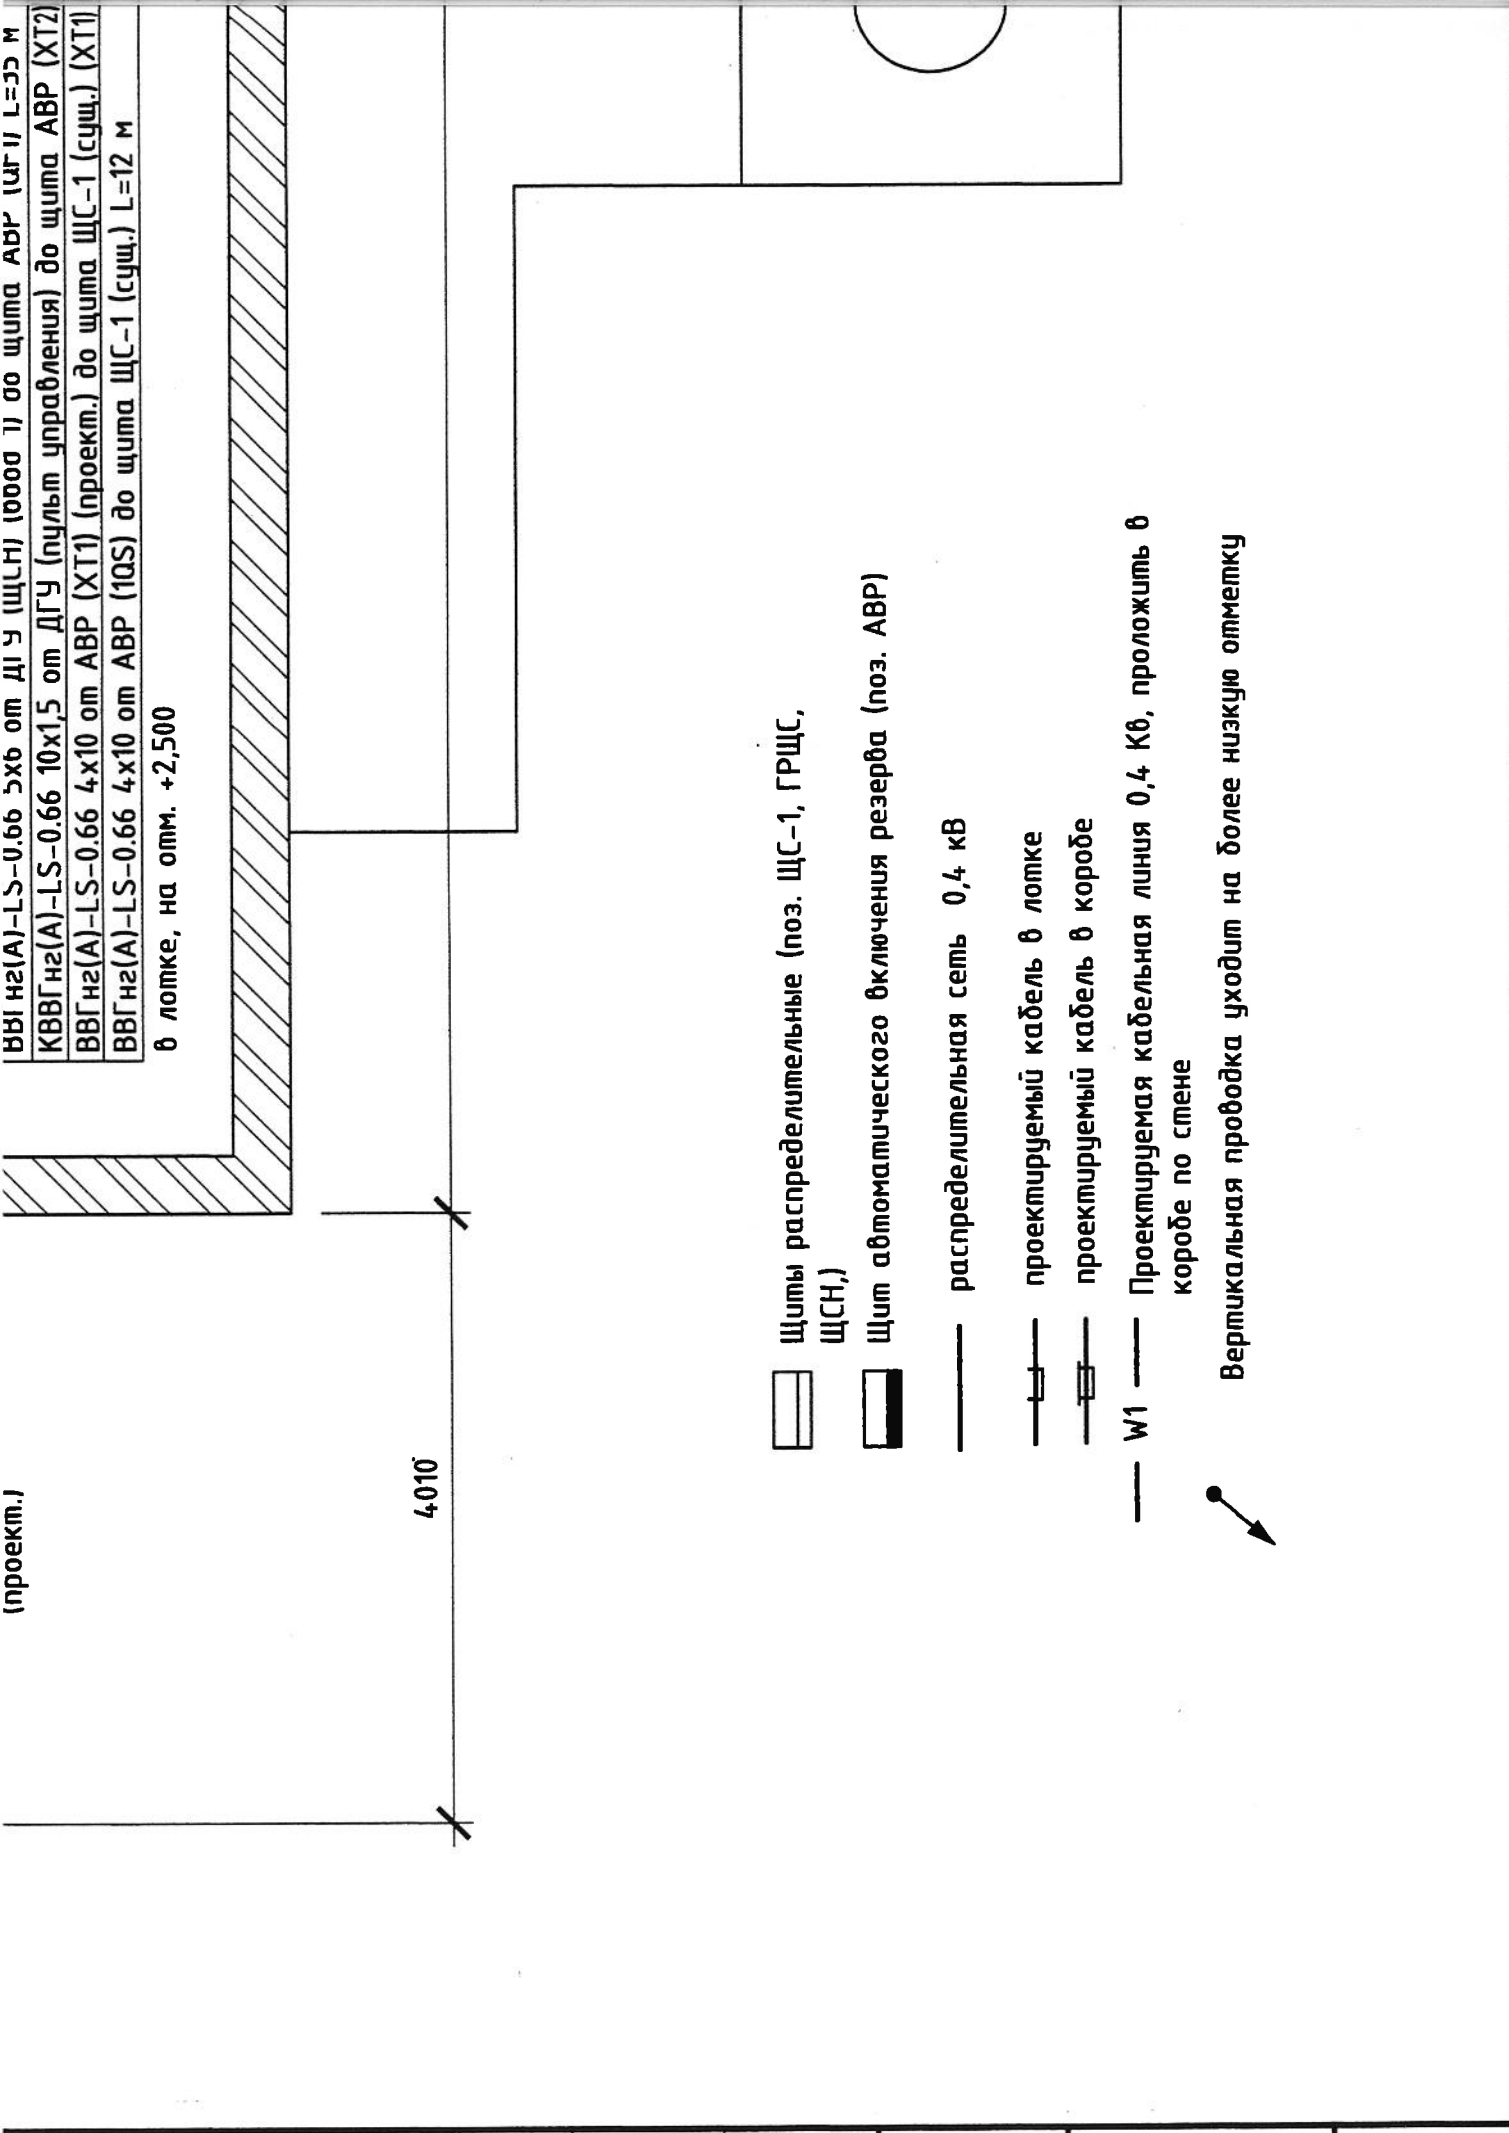 ВВГнг(А)-LS-0.66 5х6 от ДГУ (ЩСН) до щита АВР L=35 м
КВВГнг(А)-LS-0.66 10х1,5 от ДГУ (пульт управления) до щита АВР (ХТ2)
ВВГнг(А)-LS-0.66 4х10 от АВР (ХТ1) (проект.) до щита ЩС-1 (сущ.) (ХТ1)
ВВГнг(А)-LS-0.66 4х10 от АВР (1QS) до щита ЩС-1 (сущ.) L=12 м
в лотке, на отм. +2,500
(проект.)
4010
Щиты распределительные (поз. ЩС-1, ГРЩС,
ЩСН,)
Щит автоматического включения резерва (поз. АВР)
распределительная сеть 0,4 кВ
проектируемый кабель в лотке
проектируемый кабель в коробе
W1
Проектируемая кабельная линия 0,4 Кв, проложить в
коробе по стене
Вертикальная проводка уходит на более низкую отметку